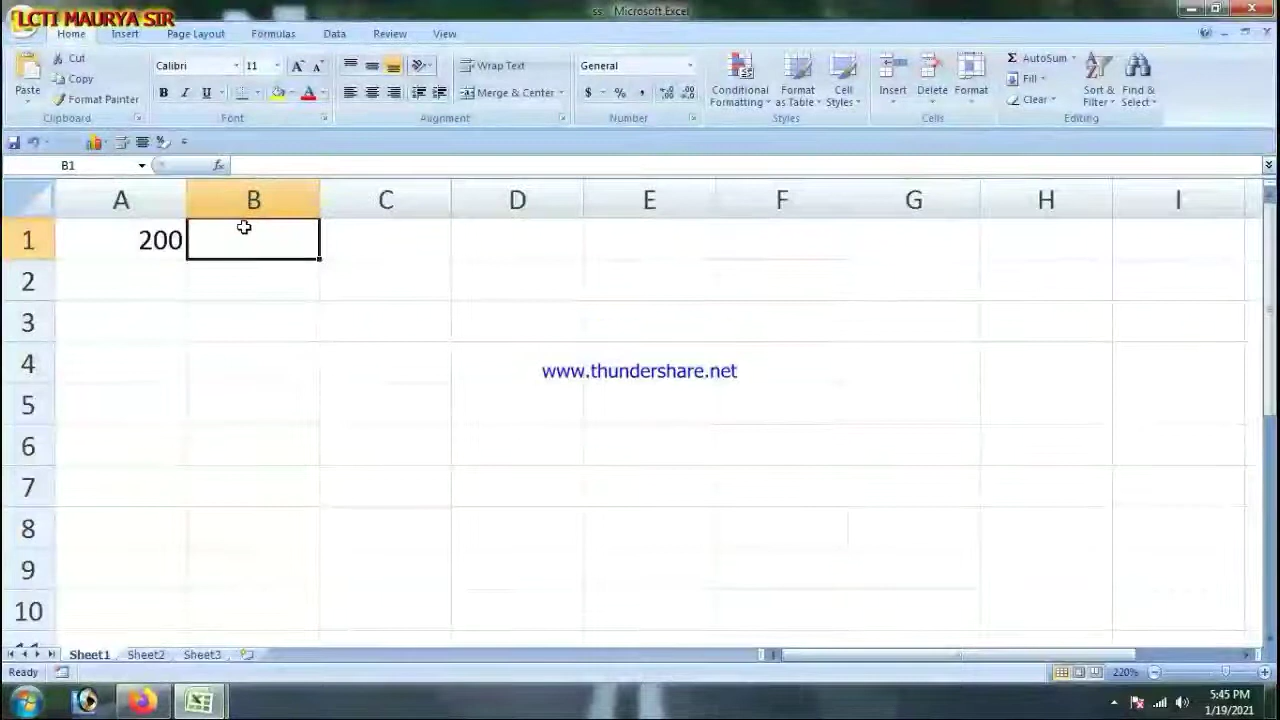 LCTI MAURYA SIR
ss - Microsoft Excel
Home Insert Page Layout Formulas Data Review View
Paste
Cut
Copy
Format Painter
Clipboard
Calibri 11
B I U
Font
Wrap Text
Merge & Center
Alignment
General
$ % ,
Number
Conditional Formatting
Format as Table
Cell Styles
Styles
Insert Delete Format
Cells
Σ AutoSum
Fill
Clear
Sort & Filter
Find & Select
Editing
B1 fx
A B C D E F G H I
1 200
2
3
4
www.thundershare.net
5
6
7
8
9
10
Sheet1 Sheet2 Sheet3
Ready 220%
5:45 PM
1/19/2021